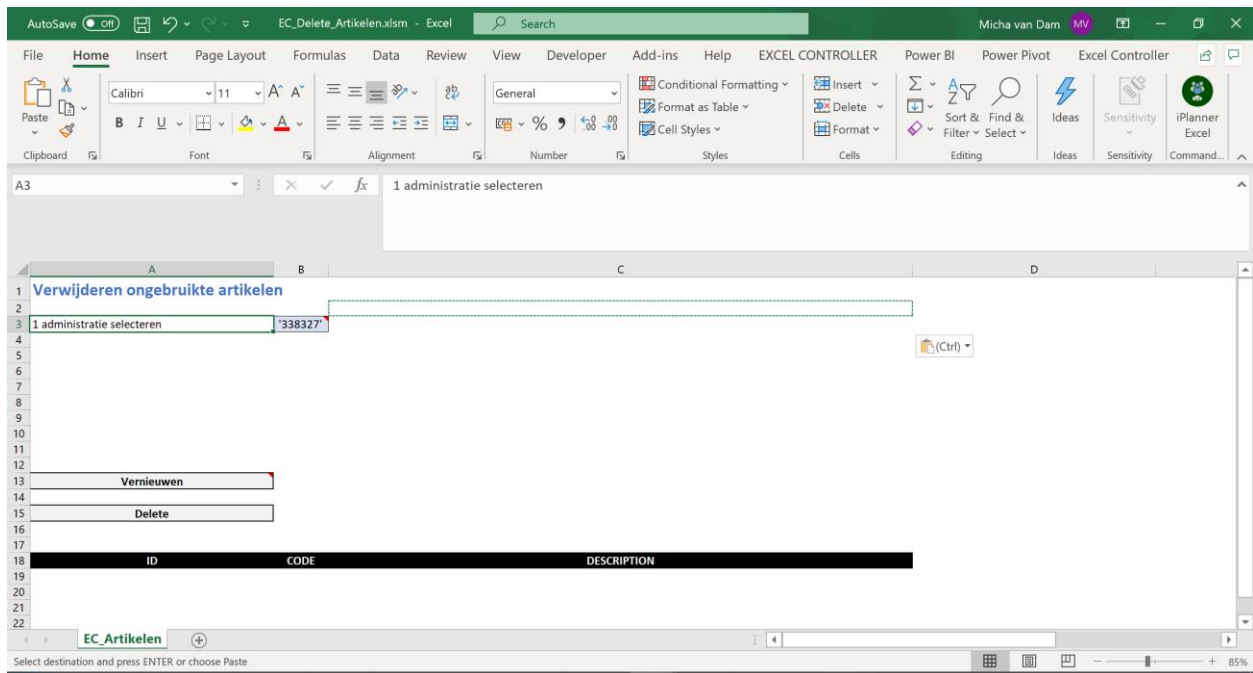 AutoSave Off EC_Delete_Artikelen.xlsm - Excel Search Micha van Dam MV
File Home Insert Page Layout Formulas Data Review View Developer Add-ins Help EXCEL CONTROLLER Power BI Power Pivot Excel Controller
Paste
Calibri 11 A^ A˅
B I U A
ab
General
% 9 .00 .00
Conditional Formatting
Format as Table
Cell Styles
Insert
Delete
Format
Σ
Sort & Filter
Find & Select
Ideas
Sensitivity
iPlanner Excel
Clipboard Font Alignment Number Styles Cells Editing Ideas Sensitivity Command...
A3 fx 1 administratie selecteren
A B C D
1 Verwijderen ongebruikte artikelen
2
3 1 administratie selecteren '338327'
4
(Ctrl)
5
6
7
8
9
10
11
12
13 Vernieuwen
14
15 Delete
16
17
18 ID CODE DESCRIPTION
19
20
21
22
EC_Artikelen
Select destination and press ENTER or choose Paste 85%